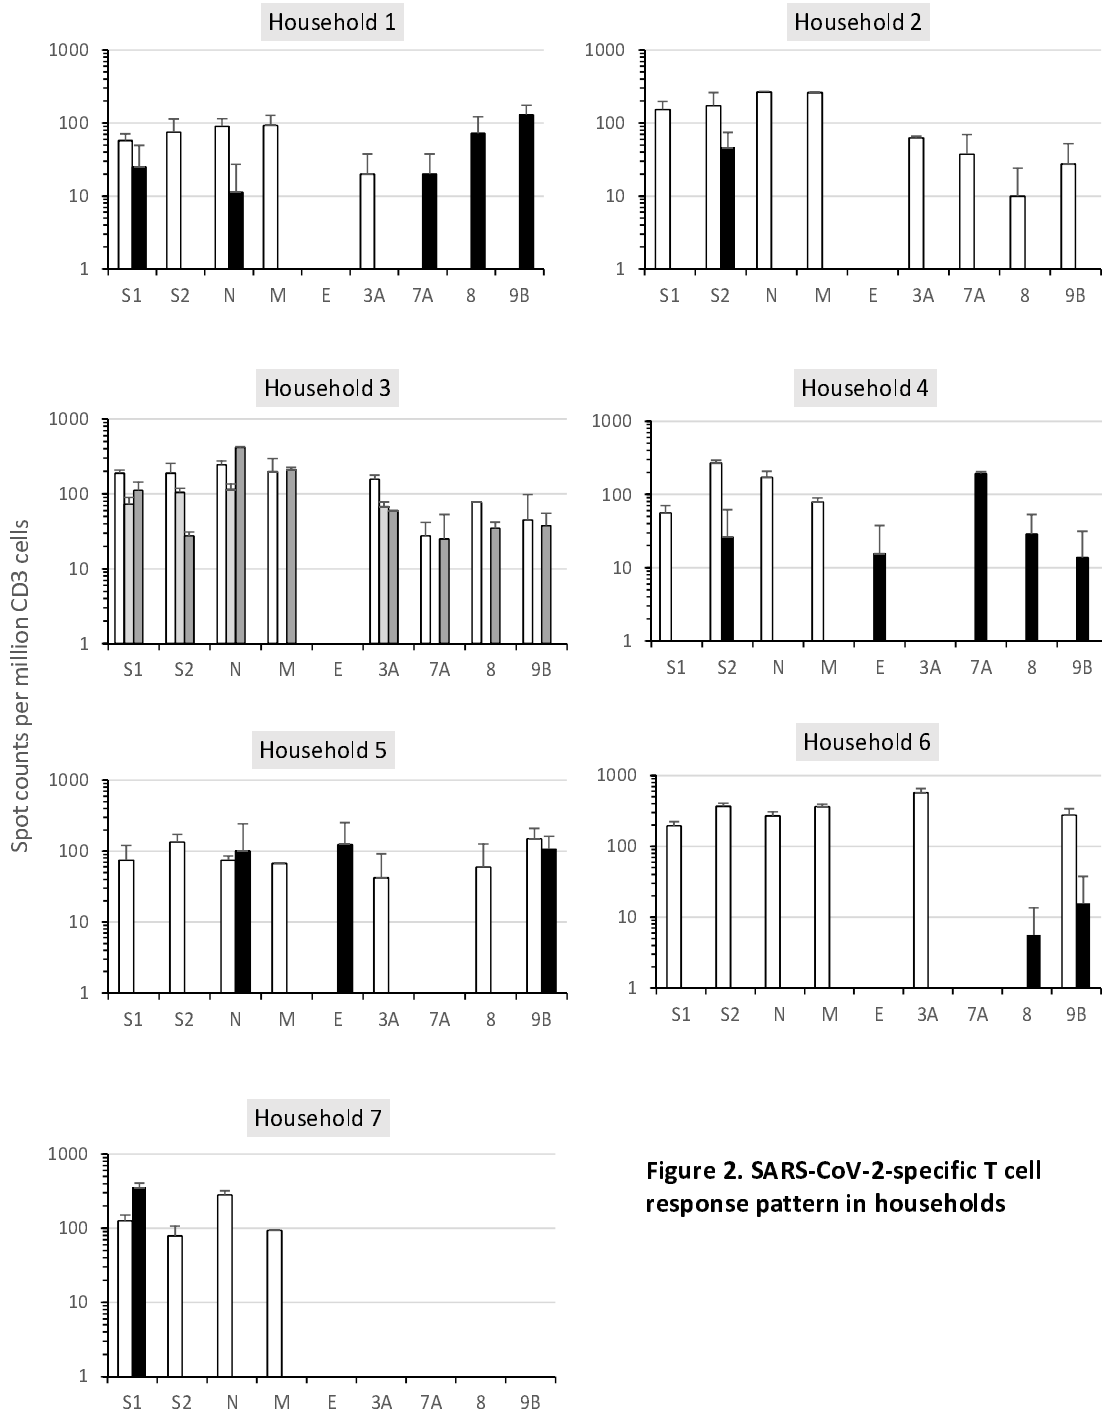 Household 1
1000
100
10
1
S1 S2 N M E 3A 7A 8 9B
Household 2
1000
100
10
1
S1 S2 N M E 3A 7A 8 9B
Spot counts per million CD3 cells
Household 3
1000
100
10
1
S1 S2 N M E 3A 7A 8 9B
Household 4
1000
100
10
1
S1 S2 N M E 3A 7A 8 9B
Household 5
1000
100
10
1
S1 S2 N M E 3A 7A 8 9B
Household 6
1000
100
10
1
S1 S2 N M E 3A 7A 8 9B
Household 7
1000
100
10
1
S1 S2 N M E 3A 7A 8 9B
Figure 2. SARS-CoV-2-specific T cell
response pattern in households